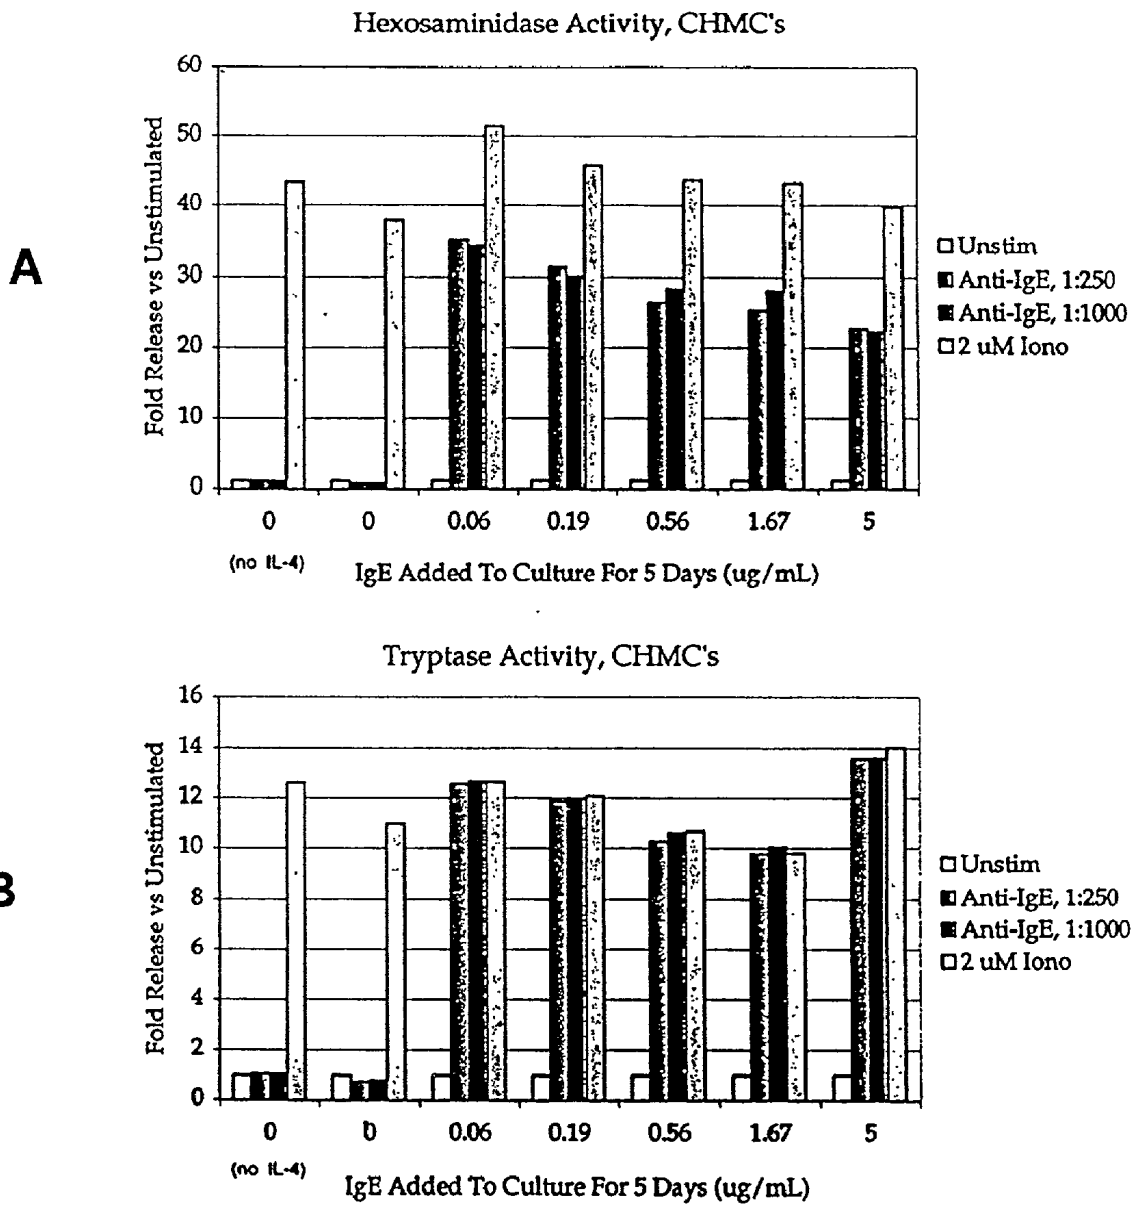 Hexosaminidase Activity, CHMC's
A
Fold Release vs Unstimulated
60
50
40
30
20
10
0
0 0 0.06 0.19 0.56 1.67 5
(no IL-4)
IgE Added To Culture For 5 Days (ug/mL)
Unstim
Anti-IgE, 1:250
Anti-IgE, 1:1000
2 uM Iono
Tryptase Activity, CHMC's
B
Fold Release vs Unstimulated
16
14
12
10
8
6
4
2
0
0 0 0.06 0.19 0.56 1.67 5
(no IL-4)
IgE Added To Culture For 5 Days (ug/mL)
Unstim
Anti-IgE, 1:250
Anti-IgE, 1:1000
2 uM Iono